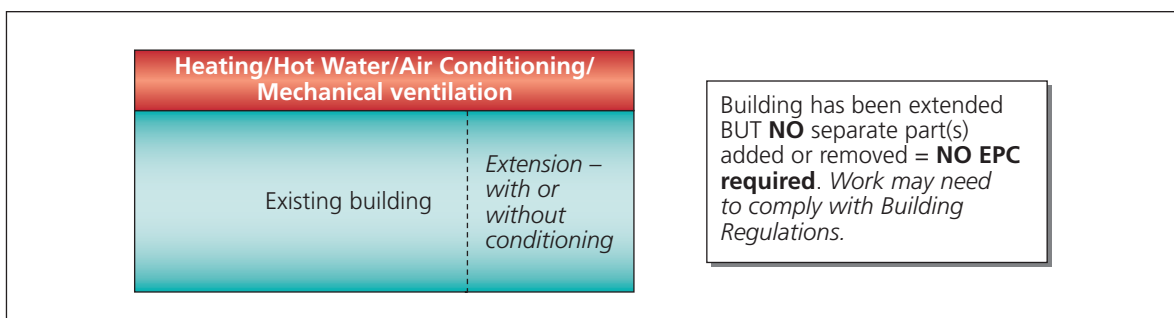 Heating/Hot Water/Air Conditioning/
Mechanical ventilation
Existing building
Extension –
with or
without
conditioning
Building has been extended
BUT NO separate part(s)
added or removed = NO EPC
required. Work may need
to comply with Building
Regulations.